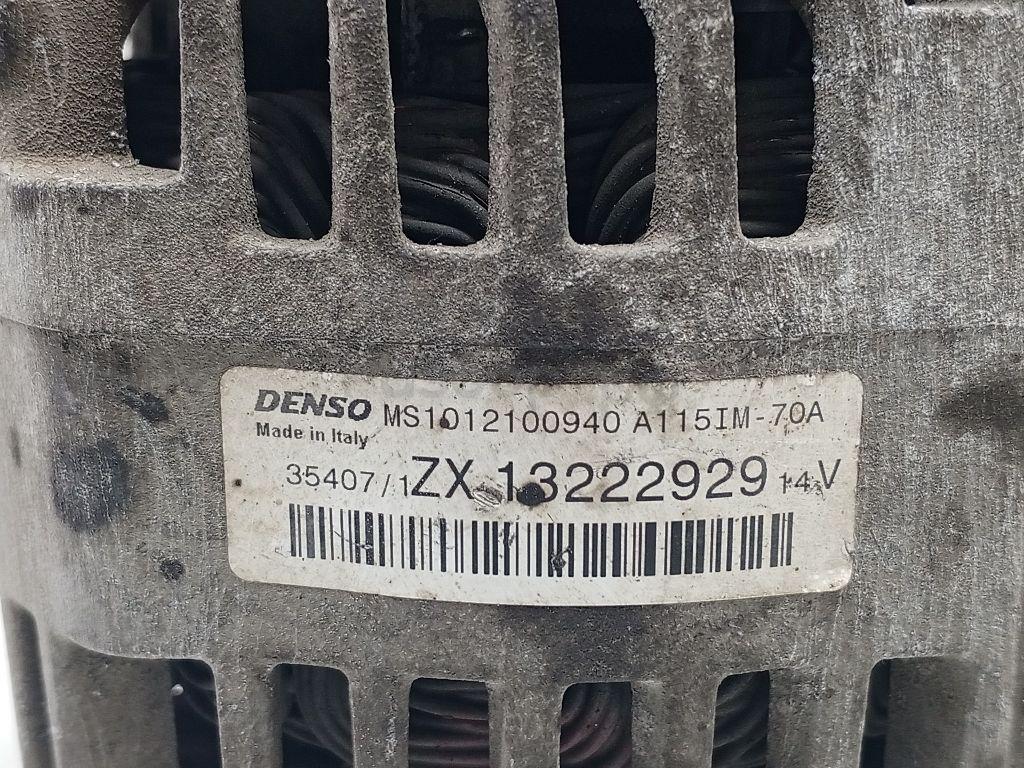 DENSO MS1012100940 A115IM-70A
Made in Italy
35407/1 ZX 13222929 14V